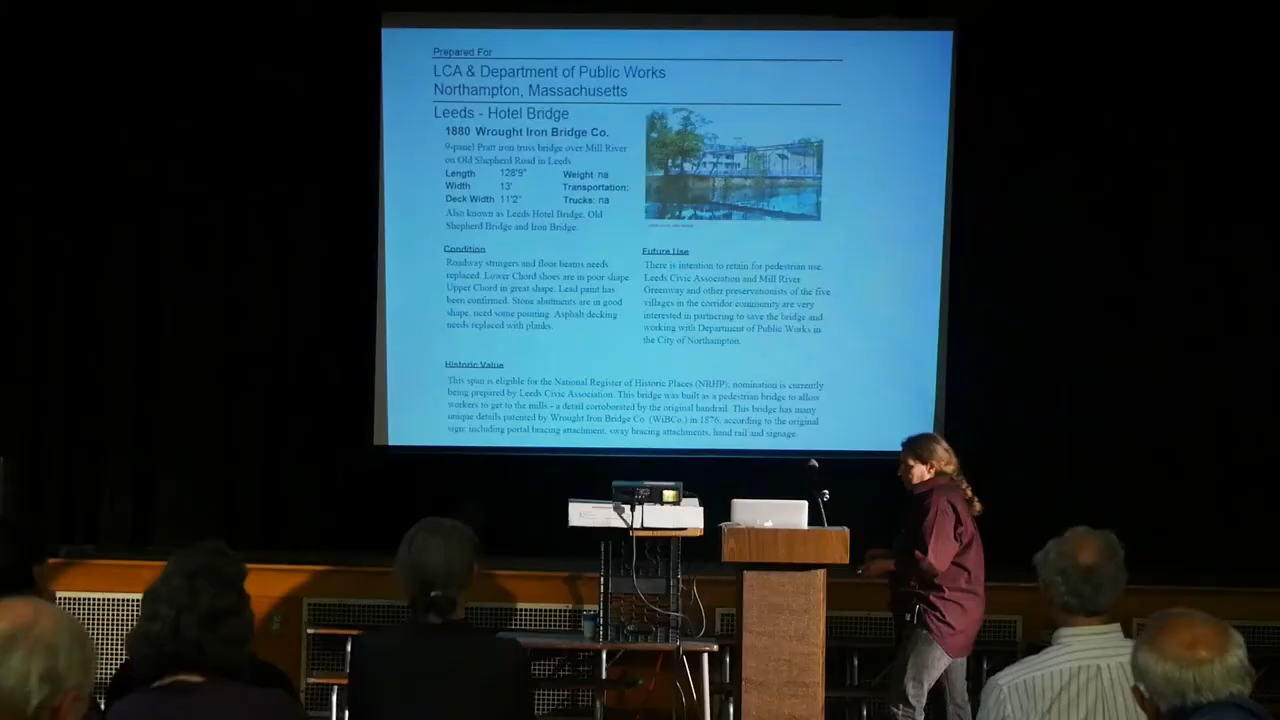 Prepared For
LCA & Department of Public Works
Northampton, Massachusetts
Leeds - Hotel Bridge
1880 Wrought Iron Bridge Co.
9-panel Pratt iron truss bridge over Mill River
on Old Shepherd Road in Leeds
Length 128'9" Weight na
Width 13' Transportation:
Deck Width 11'2" Trucks: na
Also known as Leeds Hotel Bridge, Old
Shepherd Bridge and Iron Bridge.
Condition
Roadway stringers and floor beams needs
replaced. Lower Chord shoes are in poor shape.
Upper Chord in great shape. Lead paint has
been confirmed. Stone abutments are in good
shape, need some pointing. Asphalt decking
needs replaced with planks.
Future Use
There is intention to retain for pedestrian use.
Leeds Civic Association and Mill River
Greenway and other preservationists of the five
villages in the corridor community are very
interested in partnering to save the bridge and
working with Department of Public Works in
the City of Northampton.
Historic Value
This span is eligible for the National Register of Historic Places (NRHP); nomination is currently
being prepared by Leeds Civic Association. This bridge was built as a pedestrian bridge to allow
workers to get to the mills - a detail corroborated by the original handrail. This bridge has many
unique details patented by Wrought Iron Bridge Co. (WiBCo.) in 1876, according to the original
sign: including portal bracing attachment, sway bracing attachments, hand rail and signage.